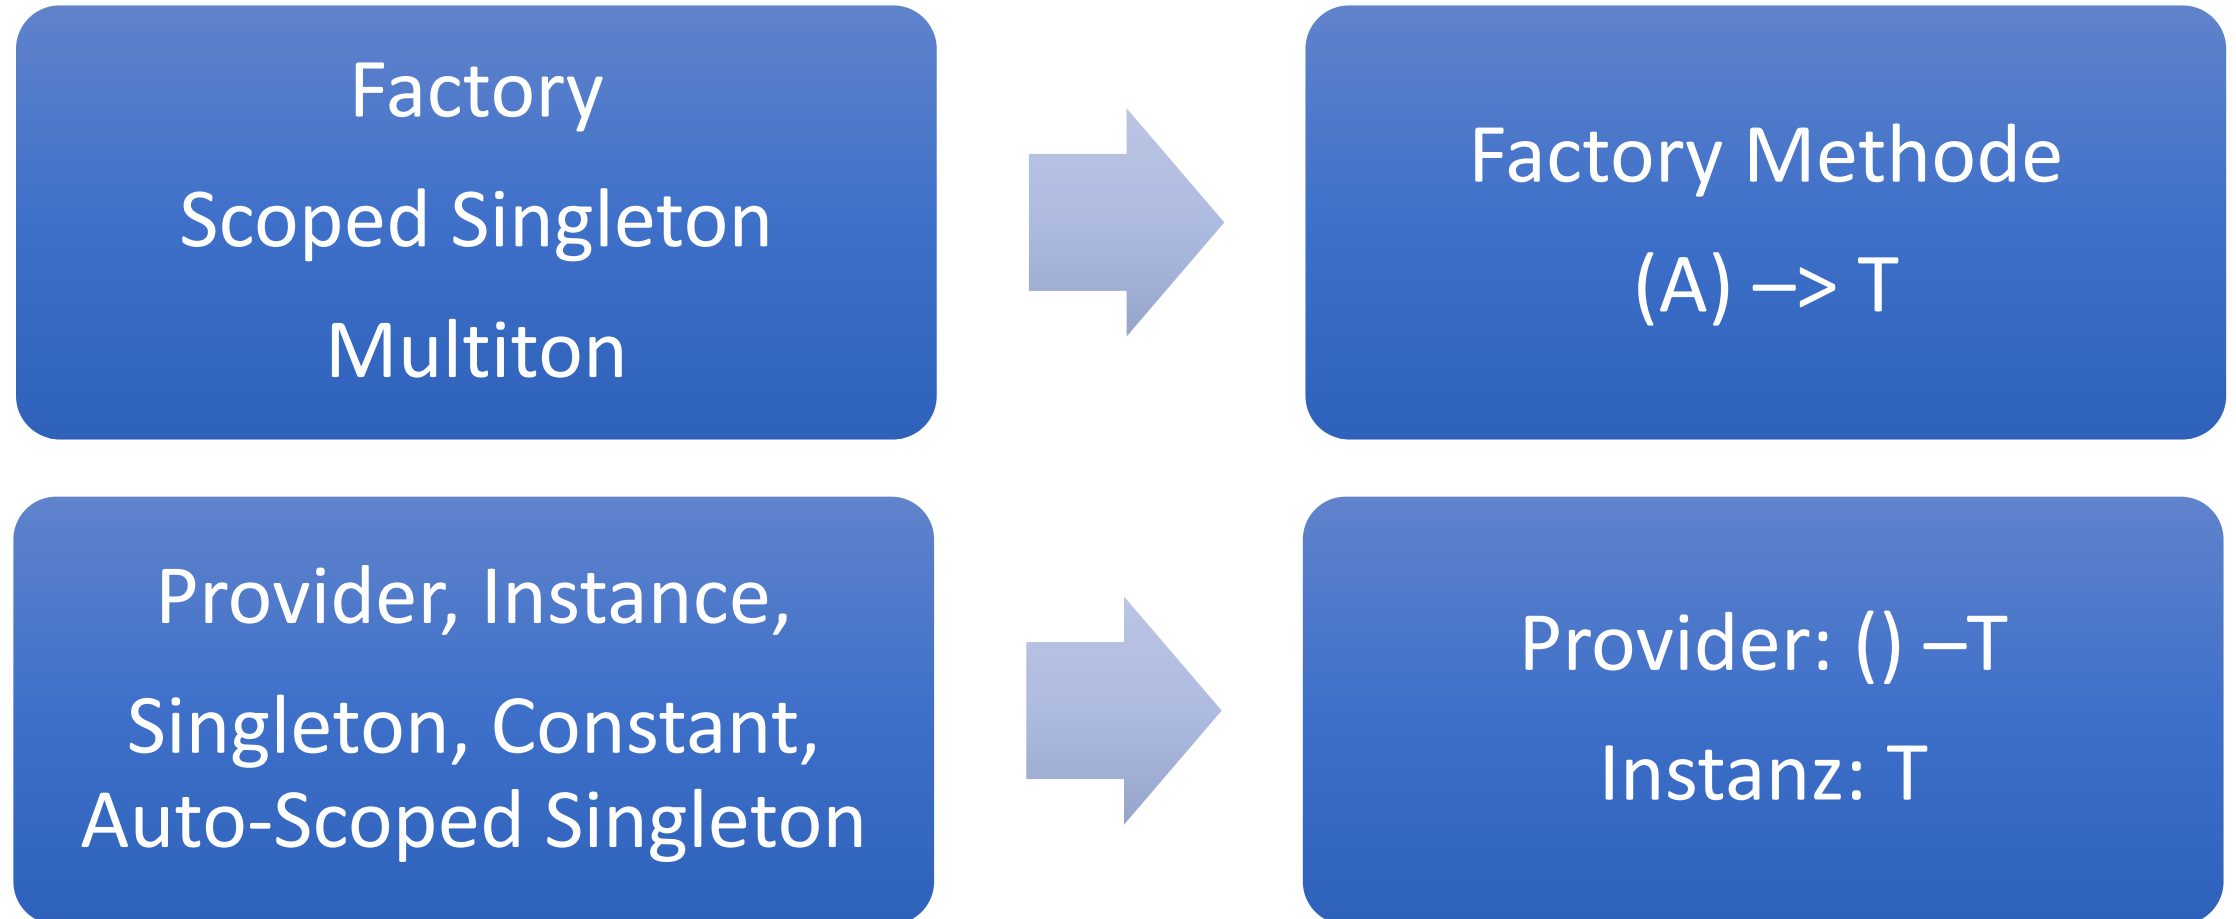 Factory
Scoped Singleton
Multiton
Factory Methode
(A) –> T
Provider, Instance,
Singleton, Constant,
Auto-Scoped Singleton
Provider: () –T
Instanz: T